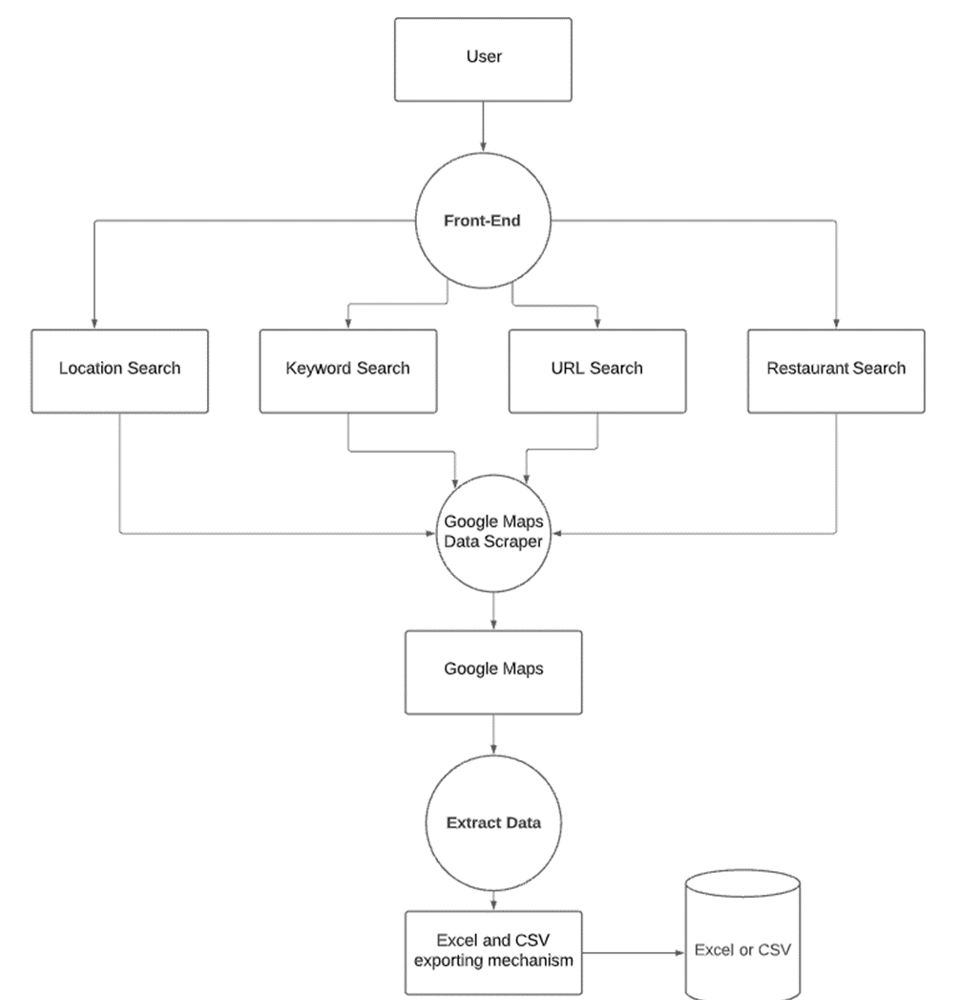 User
Front-End
Location Search
Keyword Search
URL Search
Restaurant Search
Google Maps
Data Scraper
Google Maps
Extract Data
Excel and CSV
exporting mechanism
Excel or CSV